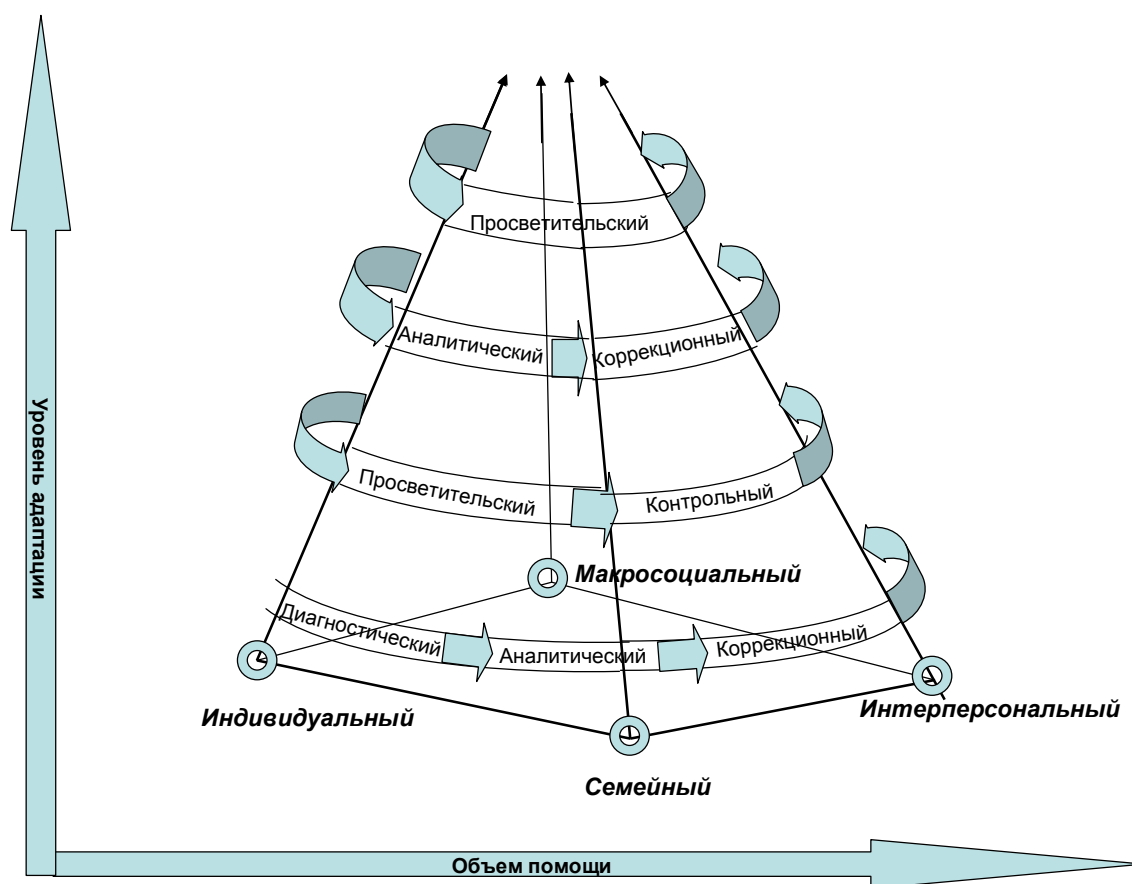 Просветительский
Аналитический
Коррекционный
Уровень адаптации
Просветительский
Контрольный
Макросоциальный
Диагностический
Аналитический
Коррекционный
Индивидуальный
Интерперсональный
Семейный
Объем помощи